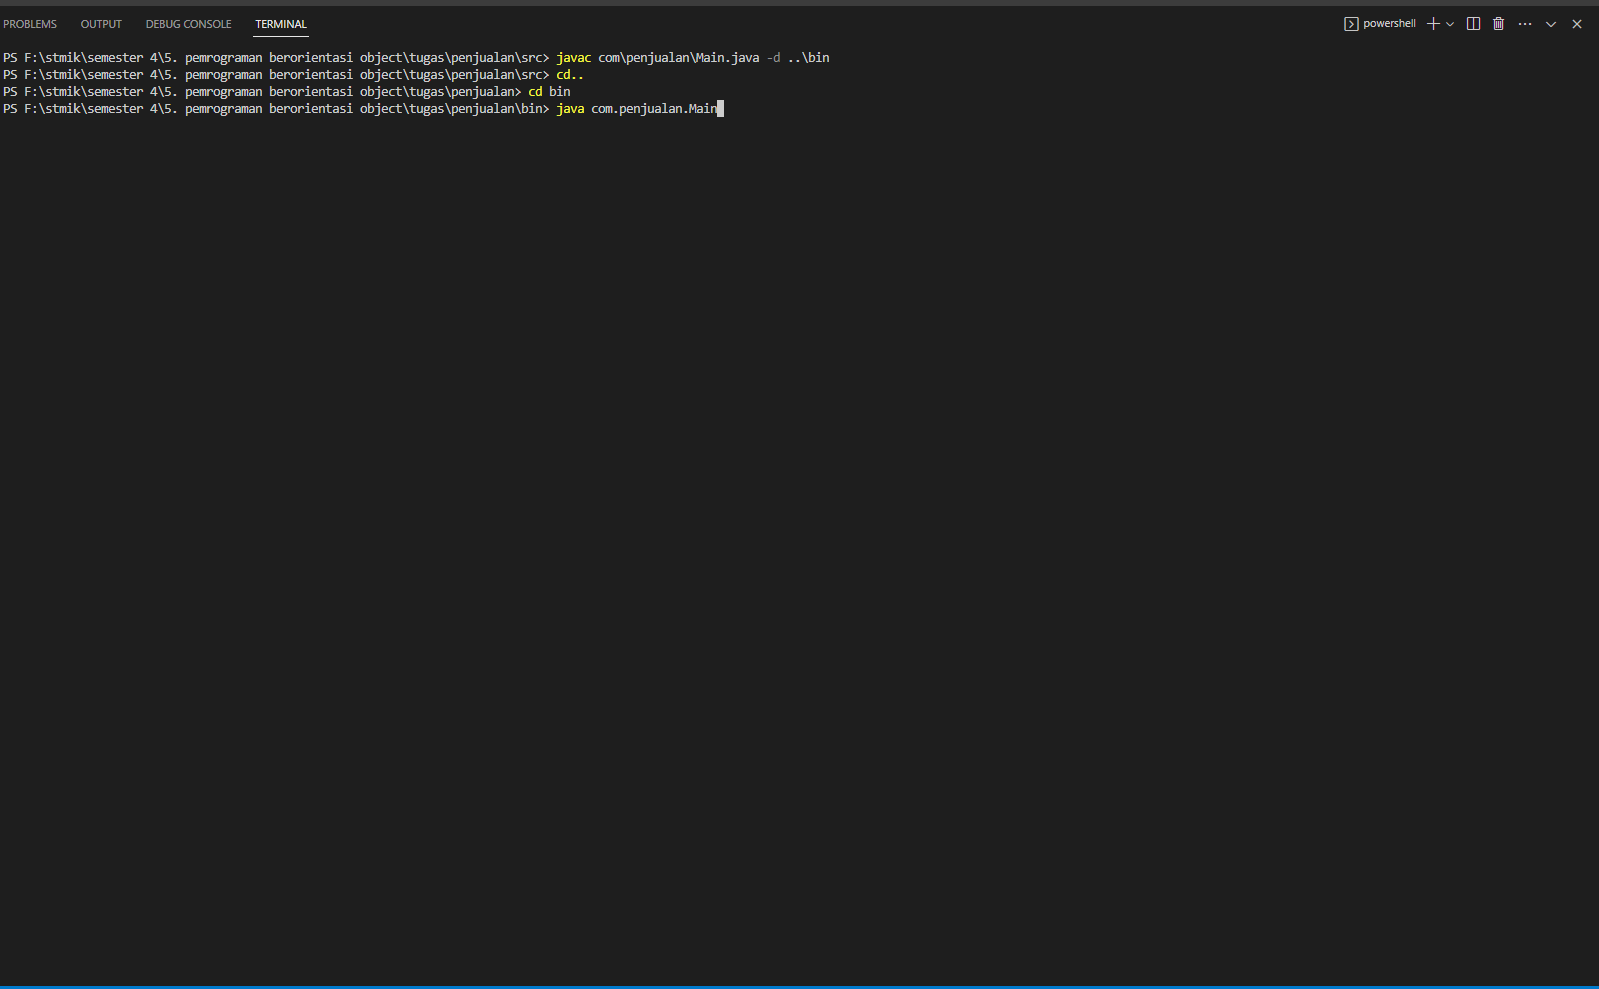 PROBLEMS OUTPUT DEBUG CONSOLE TERMINAL powershell
PS F:\stmik\semester 4\5. pemrograman berorientasi object\tugas\penjualan\src> javac com\penjualan\Main.java -d ..\bin
PS F:\stmik\semester 4\5. pemrograman berorientasi object\tugas\penjualan\src> cd..
PS F:\stmik\semester 4\5. pemrograman berorientasi object\tugas\penjualan> cd bin
PS F:\stmik\semester 4\5. pemrograman berorientasi object\tugas\penjualan\bin> java com.penjualan.Main